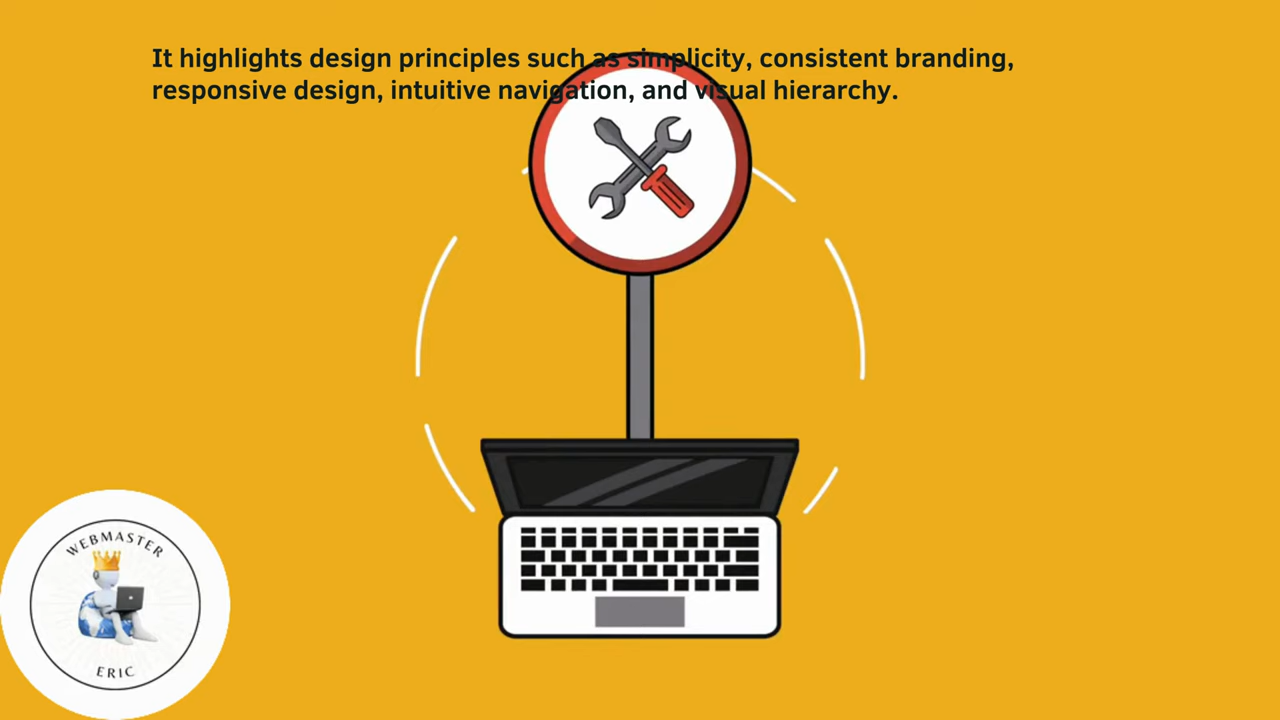 It highlights design principles such as simplicity, consistent branding,
responsive design, intuitive navigation, and visual hierarchy.
WEBMASTER
ERIC